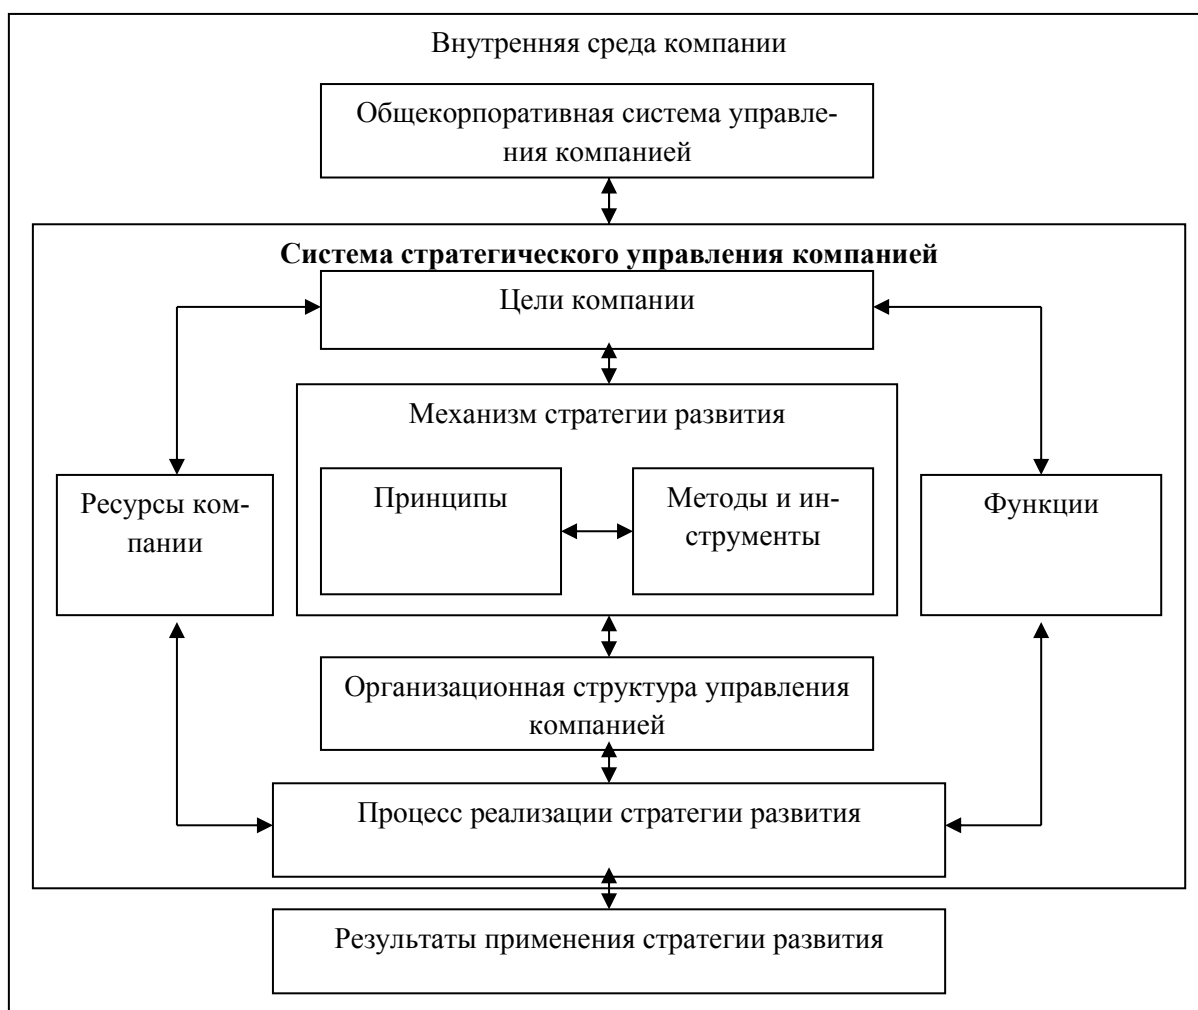 Внутренняя среда компании
Общекорпоративная система управле-
ния компанией
Система стратегического управления компанией
Цели компании
Механизм стратегии развития
Ресурсы ком-
пании
Принципы
Методы и ин-
струменты
Функции
Организационная структура управления
компанией
Процесс реализации стратегии развития
Результаты применения стратегии развития